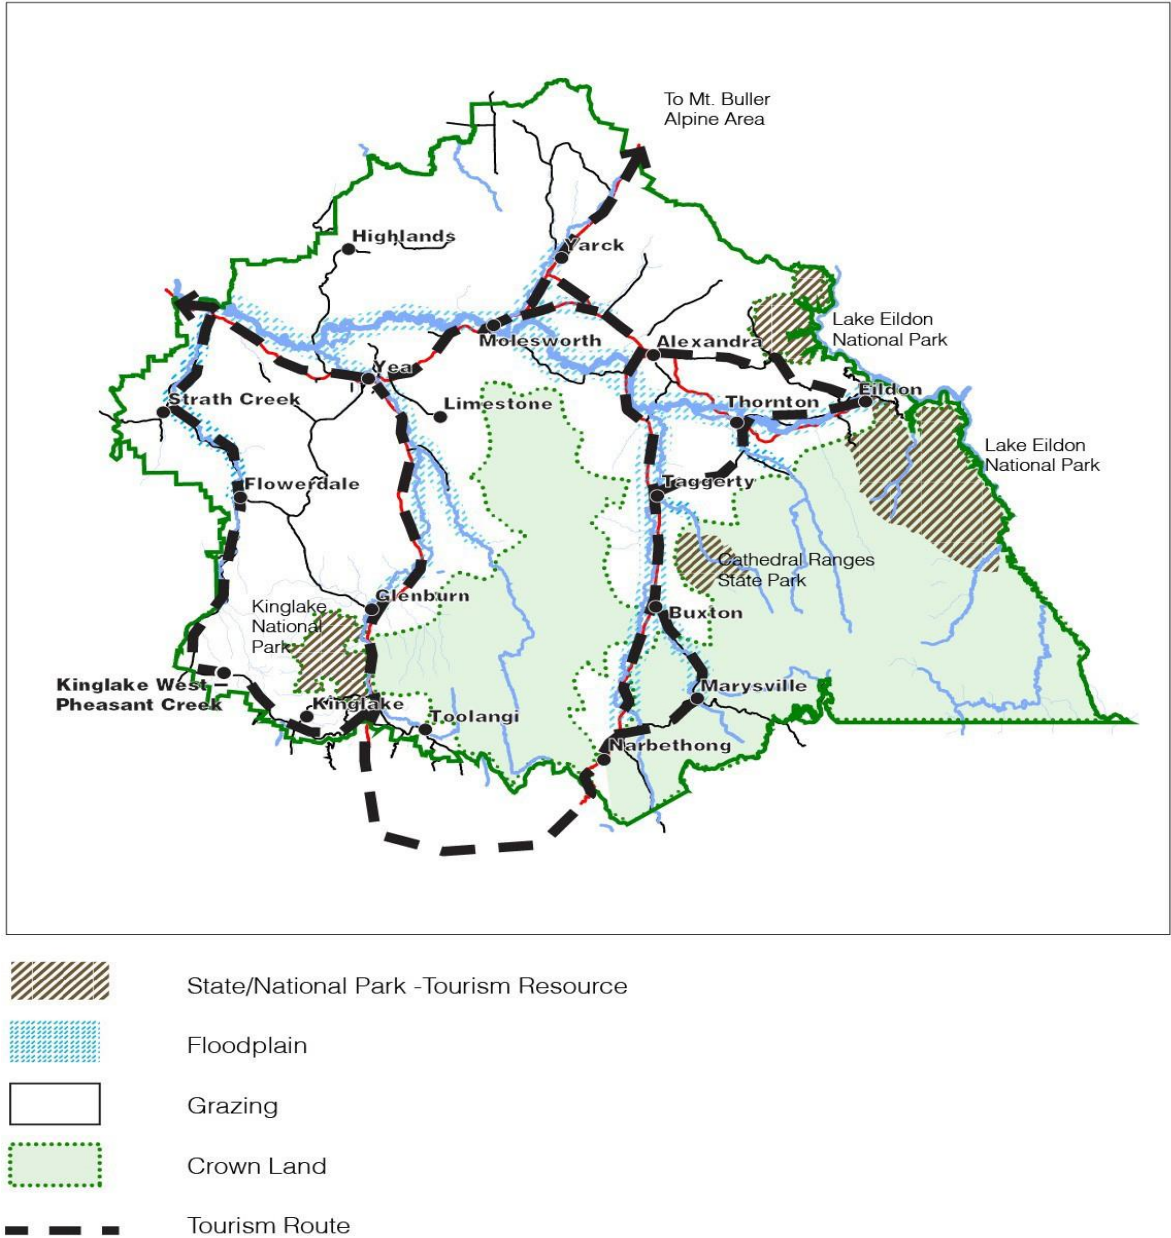 To Mt. Buller
Alpine Area
Highlands
Yarck
Lake Eildon
National Park
Molesworth
Alexandra
Yea
Eildon
Strath Creek
Limestone
Thornton
Lake Eildon
National Park
Flowerdale
Taggerty
Cathedral Ranges
State Park
Glenburn
Buxton
Kinglake
National
Park
Kinglake West –
Pheasant Creek
Marysville
Kinglake
Toolangi
Narbethong
State/National Park -Tourism Resource
Floodplain
Grazing
Crown Land
Tourism Route